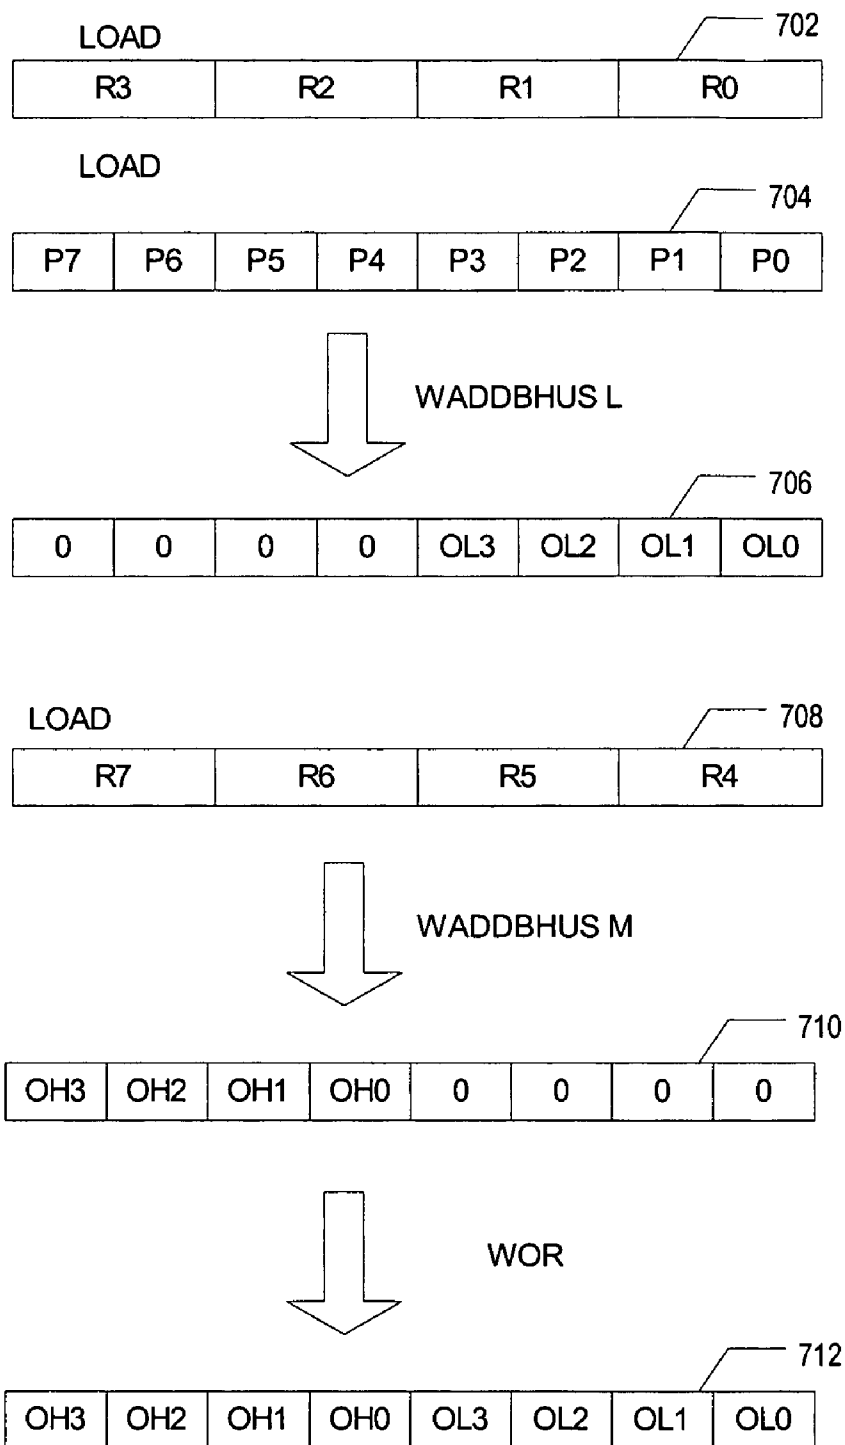 LOAD 702
R3 R2 R1 R0
LOAD
704
P7 P6 P5 P4 P3 P2 P1 P0
WADDBHUS L
706
0 0 0 0 OL3 OL2 OL1 OL0
LOAD 708
R7 R6 R5 R4
WADDBHUS M
710
OH3 OH2 OH1 OH0 0 0 0 0
WOR
712
OH3 OH2 OH1 OH0 OL3 OL2 OL1 OL0